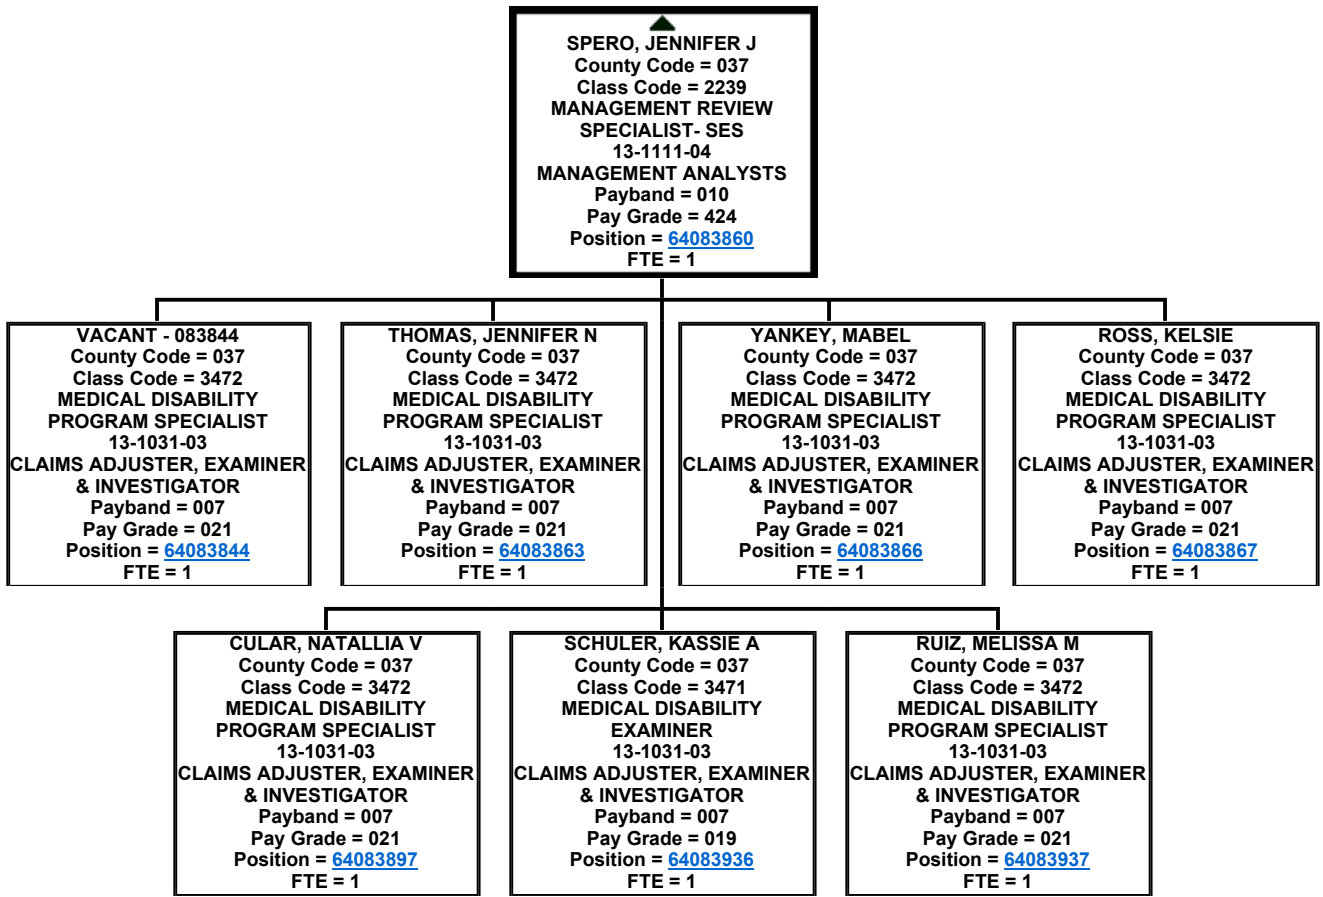 SPERO, JENNIFER J
County Code = 037
Class Code = 2239
MANAGEMENT REVIEW
SPECIALIST- SES
13-1111-04
MANAGEMENT ANALYSTS
Payband = 010
Pay Grade = 424
Position = 64083860
FTE = 1
VACANT - 083844
County Code = 037
Class Code = 3472
MEDICAL DISABILITY
PROGRAM SPECIALIST
13-1031-03
CLAIMS ADJUSTER, EXAMINER
& INVESTIGATOR
Payband = 007
Pay Grade = 021
Position = 64083844
FTE = 1
THOMAS, JENNIFER N
County Code = 037
Class Code = 3472
MEDICAL DISABILITY
PROGRAM SPECIALIST
13-1031-03
CLAIMS ADJUSTER, EXAMINER
& INVESTIGATOR
Payband = 007
Pay Grade = 021
Position = 64083863
FTE = 1
YANKEY, MABEL
County Code = 037
Class Code = 3472
MEDICAL DISABILITY
PROGRAM SPECIALIST
13-1031-03
CLAIMS ADJUSTER, EXAMINER
& INVESTIGATOR
Payband = 007
Pay Grade = 021
Position = 64083866
FTE = 1
ROSS, KELSIE
County Code = 037
Class Code = 3472
MEDICAL DISABILITY
PROGRAM SPECIALIST
13-1031-03
CLAIMS ADJUSTER, EXAMINER
& INVESTIGATOR
Payband = 007
Pay Grade = 021
Position = 64083867
FTE = 1
CULAR, NATALLIA V
County Code = 037
Class Code = 3472
MEDICAL DISABILITY
PROGRAM SPECIALIST
13-1031-03
CLAIMS ADJUSTER, EXAMINER
& INVESTIGATOR
Payband = 007
Pay Grade = 021
Position = 64083897
FTE = 1
SCHULER, KASSIE A
County Code = 037
Class Code = 3471
MEDICAL DISABILITY
EXAMINER
13-1031-03
CLAIMS ADJUSTER, EXAMINER
& INVESTIGATOR
Payband = 007
Pay Grade = 019
Position = 64083936
FTE = 1
RUIZ, MELISSA M
County Code = 037
Class Code = 3472
MEDICAL DISABILITY
PROGRAM SPECIALIST
13-1031-03
CLAIMS ADJUSTER, EXAMINER
& INVESTIGATOR
Payband = 007
Pay Grade = 021
Position = 64083937
FTE = 1